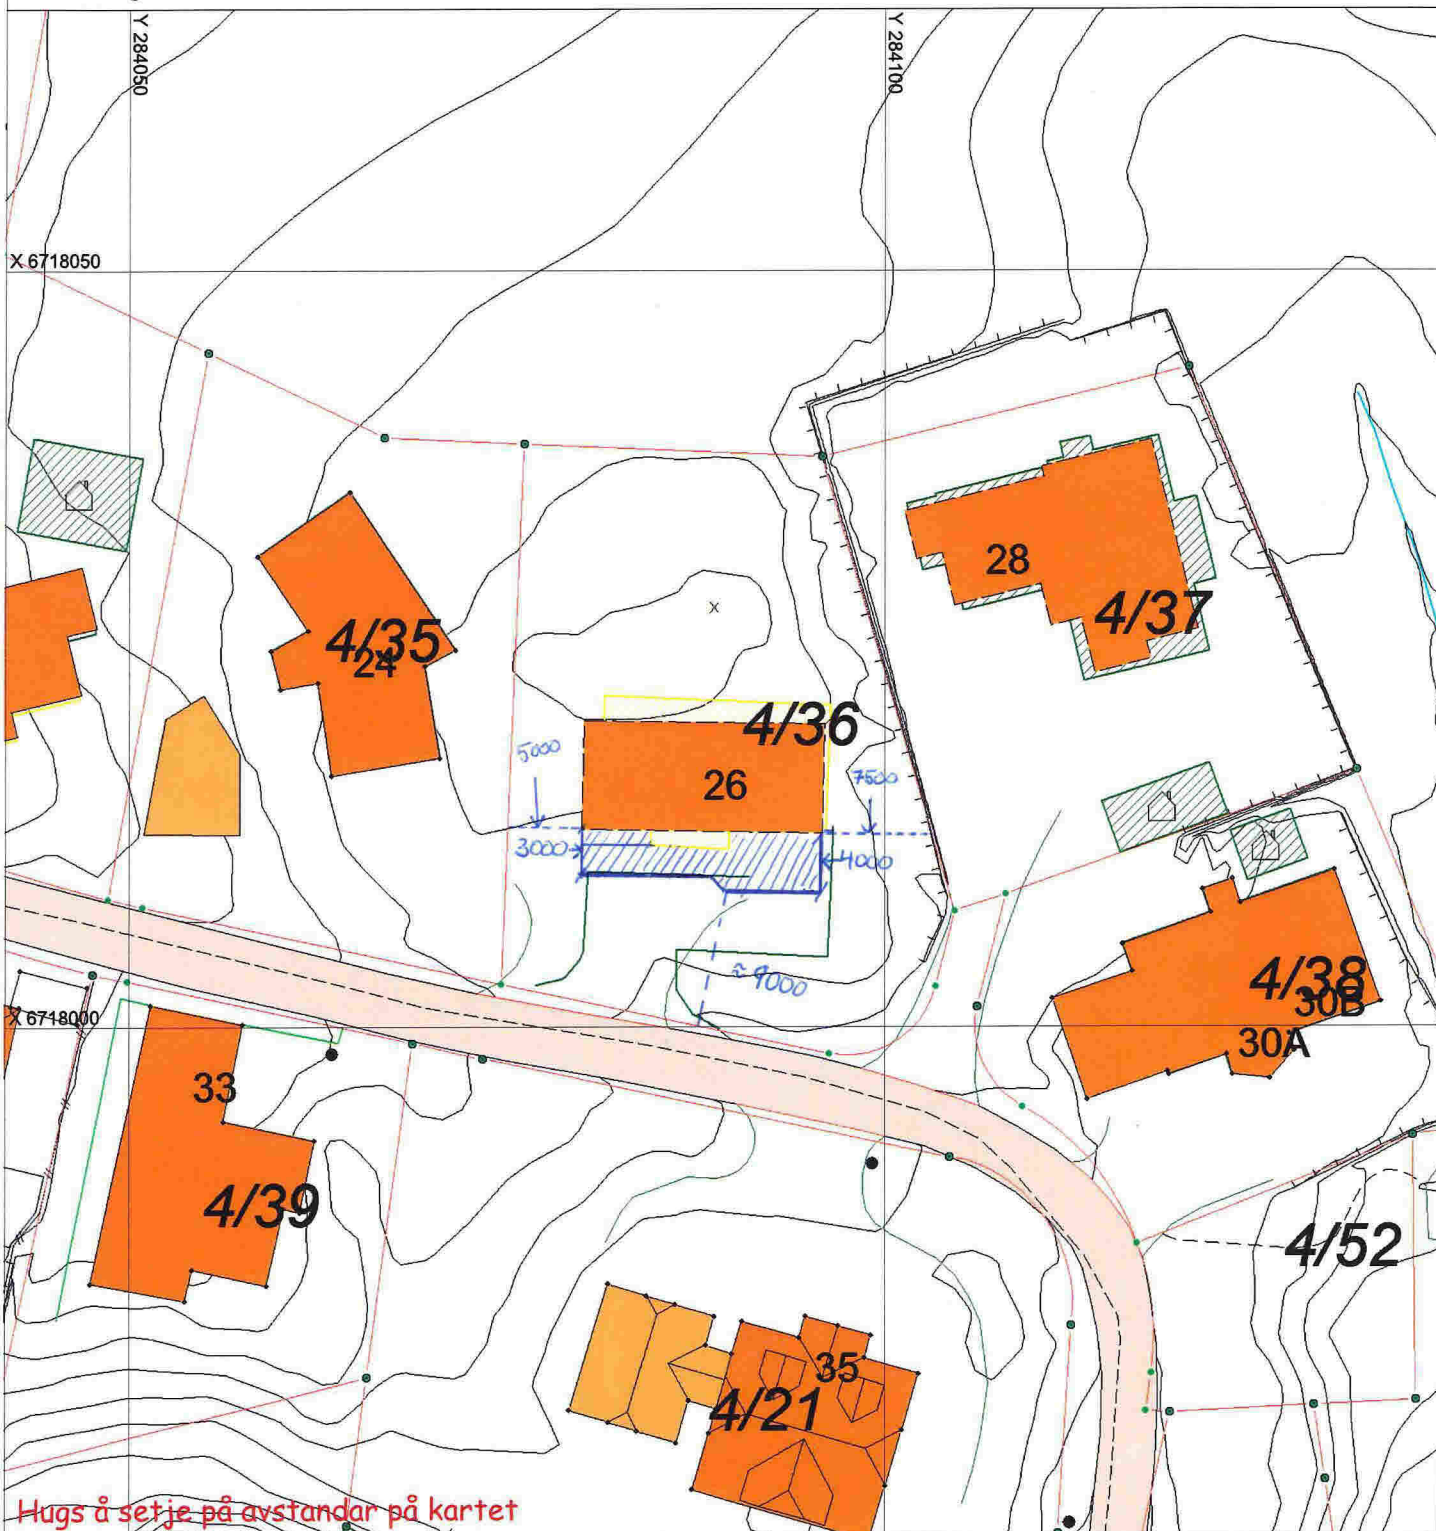 Y 284050
Y 284100
X 6718050
28
4/37
4/35
24
4/36
5000
26
7500
3000
4000
≈ 9000
4/38
30B
30A
X 6718000
33
4/39
4/52
35
4/21
Hugs å setje på avstandar på kartet